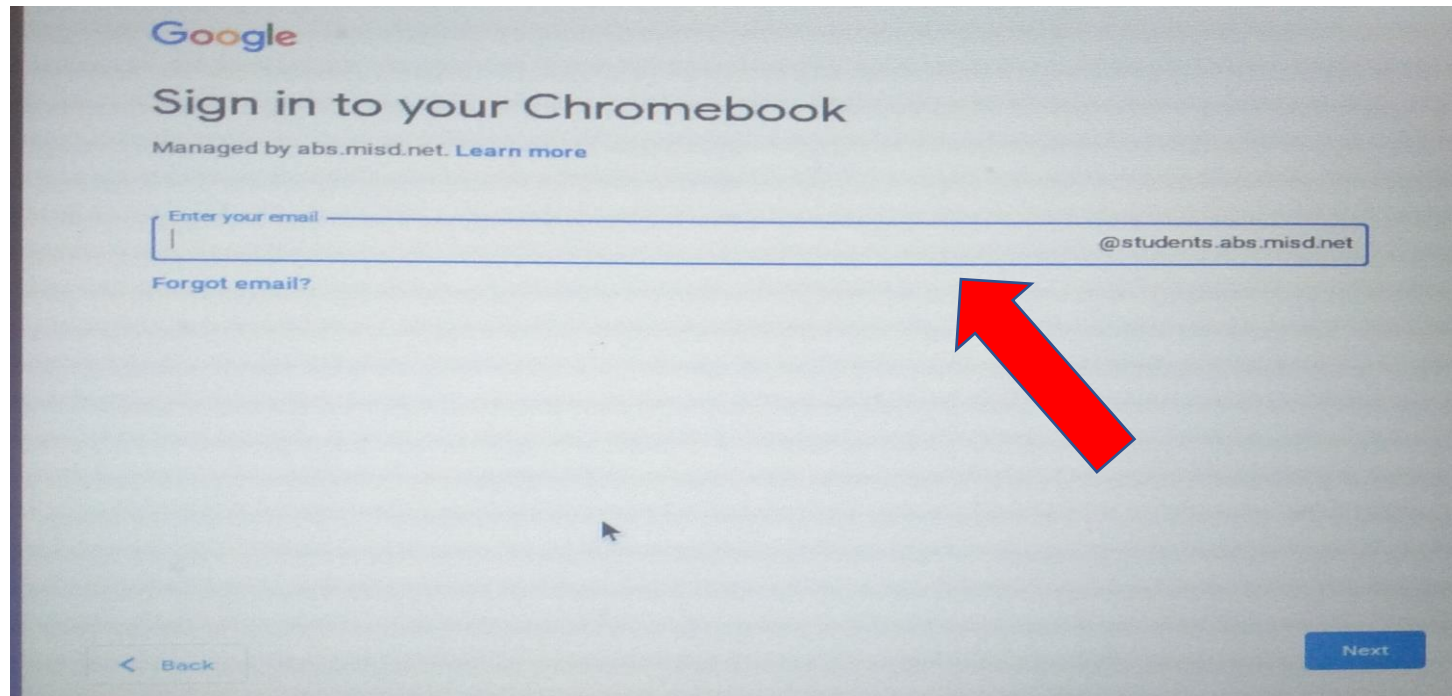 Google
Sign in to your Chromebook
Managed by abs.misd.net. Learn more
Enter your email
@students.abs.misd.net
Forgot email?
Back
Next